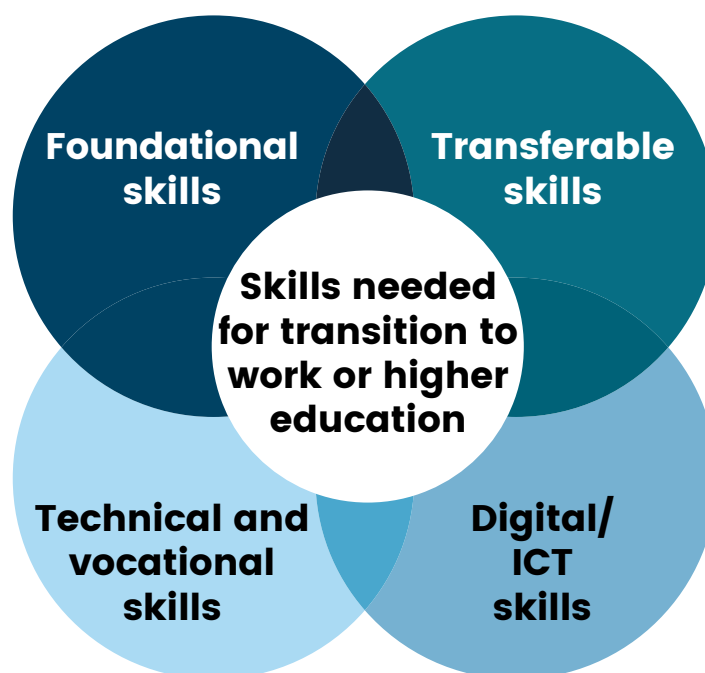 Foundational
skills
Transferable
skills
Skills needed
for transition to
work or higher
education
Technical and
vocational
skills
Digital/
ICT
skills